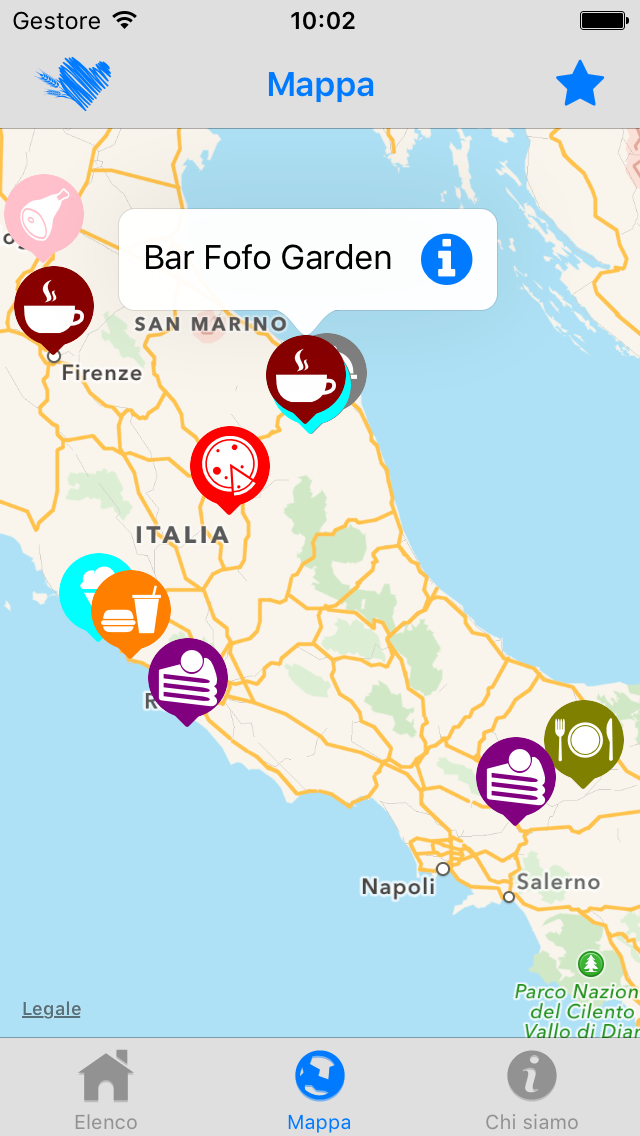 Gestore 10:02
Mappa
Bar Fofo Garden
SAN MARINO
Firenze
ITALIA
Napoli
Salerno
Parco Nazion
del Cilento
Vallo di Dian
Legale
Elenco Mappa Chi siamo